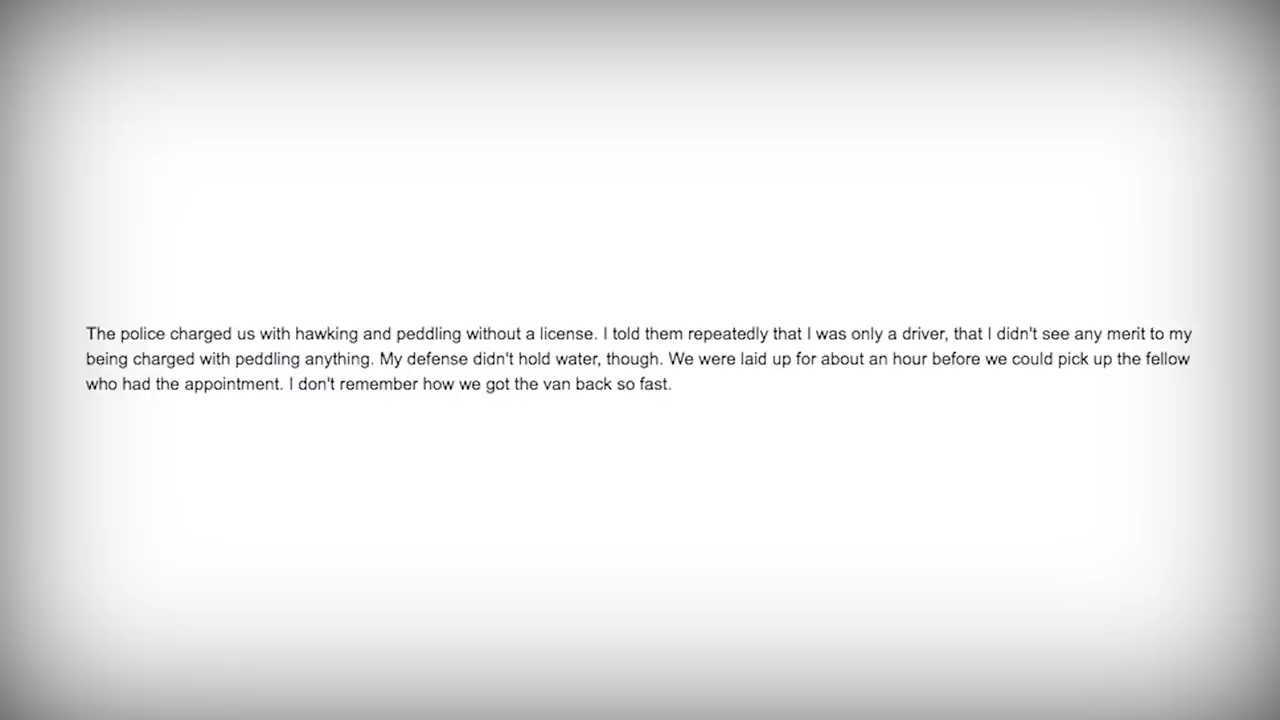 The police charged us with hawking and peddling without a license. I told them repeatedly that I was only a driver, that I didn't see any merit to my
being charged with peddling anything. My defense didn't hold water, though. We were laid up for about an hour before we could pick up the fellow
who had the appointment. I don't remember how we got the van back so fast.